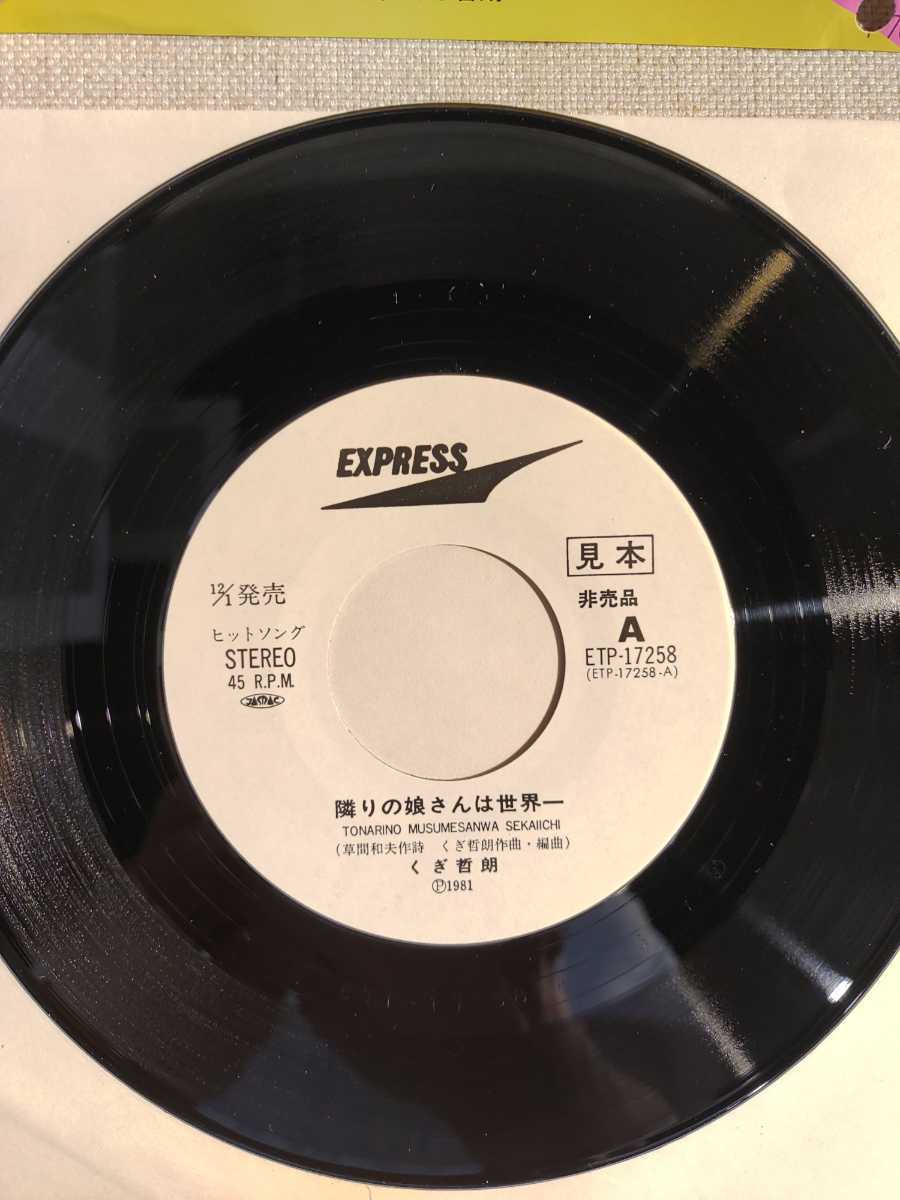 EXPRESS
12/1発売
見本
ヒットソング
非売品
STEREO
A
45 R.P.M.
ETP-17258
JASRAC
(ETP-17258-A)
隣りの娘さんは世界一
TONARINO MUSUMESANWA SEKAIICHI
(草間和夫作詩 くぎ哲朗作曲・編曲)
くぎ哲朗
Ⓟ1981